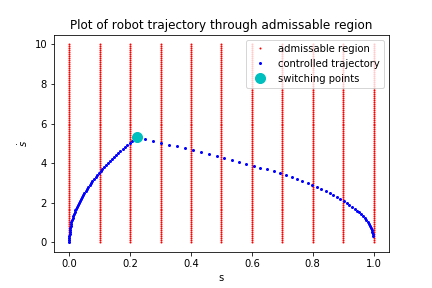 Plot of robot trajectory through admissable region
admissable region
controlled trajectory
switching points
10
8
6
4
2
0
ṡ
0.0 0.2 0.4 0.6 0.8 1.0
s